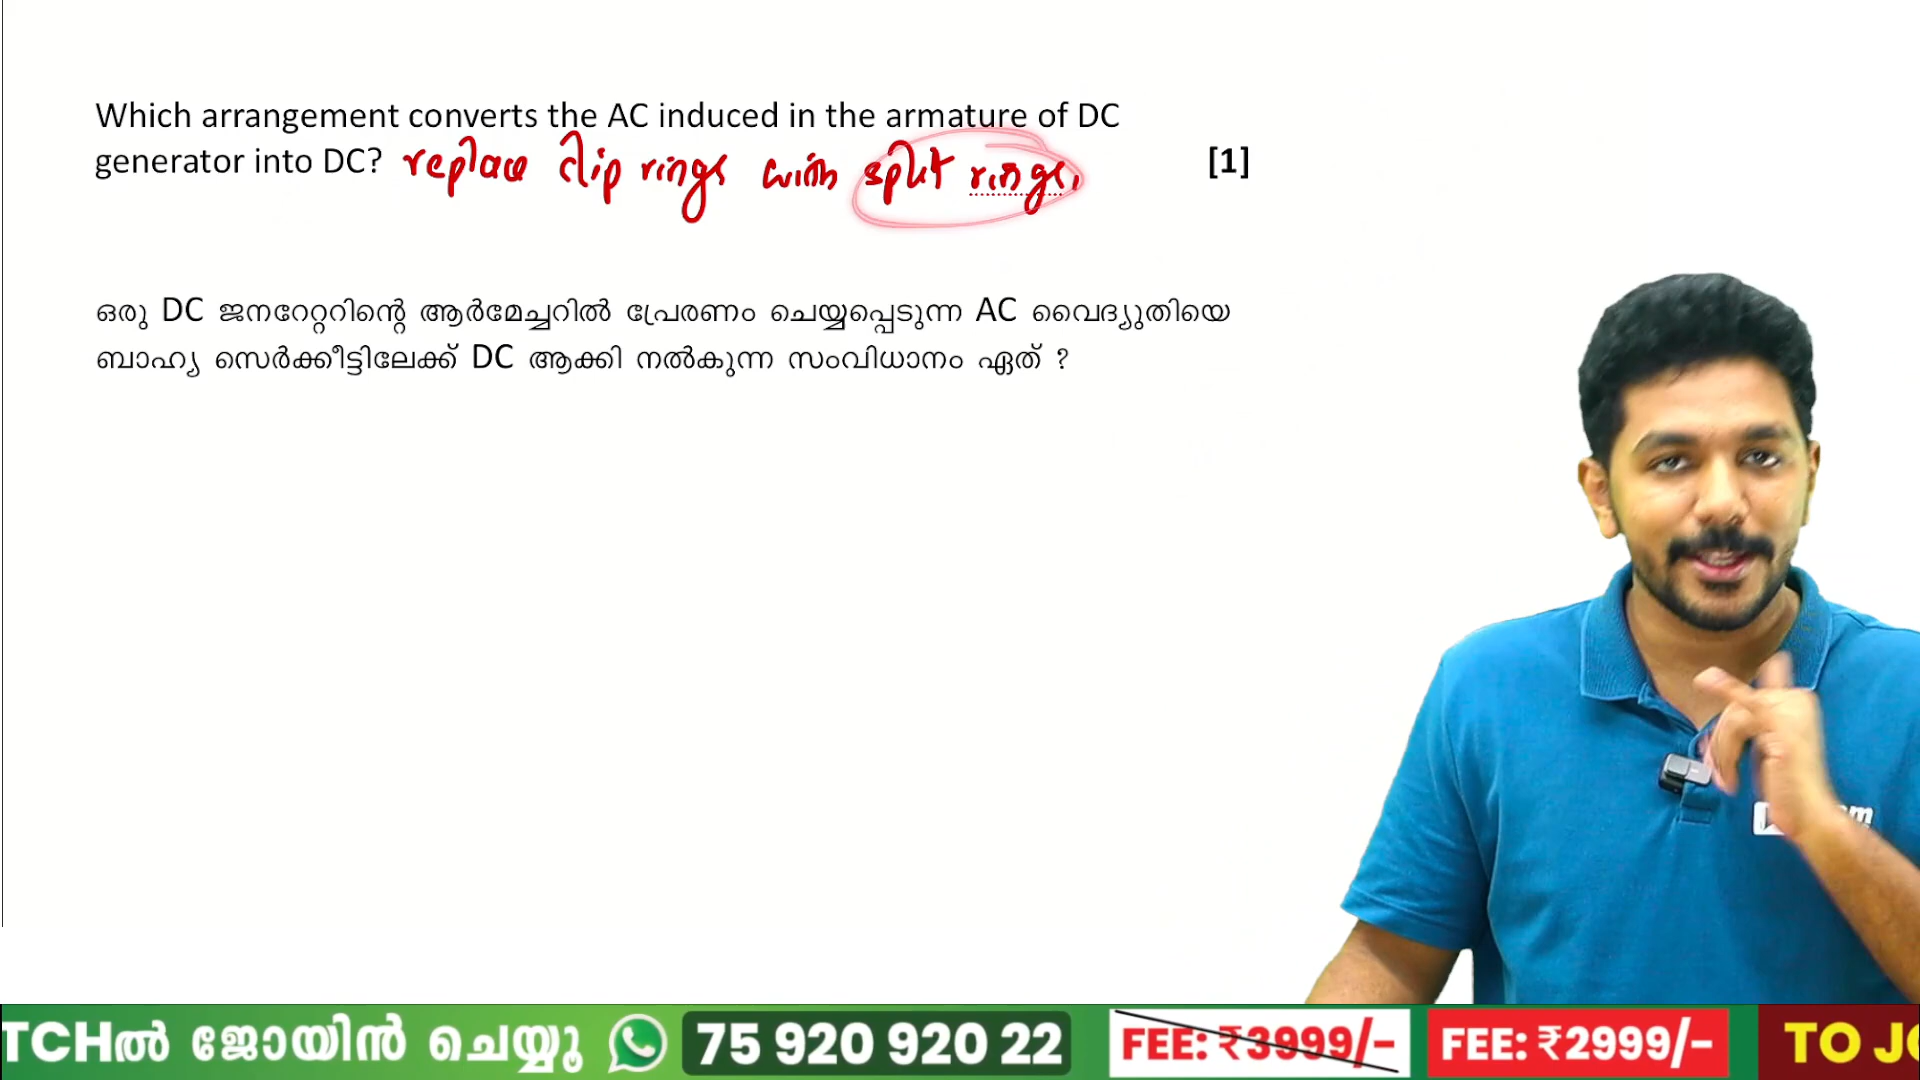 Which arrangement converts the AC induced in the armature of DC
generator into DC? replace slip rings with split rings. [1]
ഒരു DC ജനറേറ്ററിന്റെ ആർമേച്ചറിൽ പ്രേരണം ചെയ്യപ്പെടുന്ന AC വൈദ്യുതിയെ
ബാഹ്യ സെർക്കീട്ടിലേക്ക് DC ആക്കി നൽകുന്ന സംവിധാനം ഏത് ?
TCHൽ ജോയിൻ ചെയ്യൂ 75 920 920 22 FEE: ₹3999/- FEE: ₹2999/- TO JO